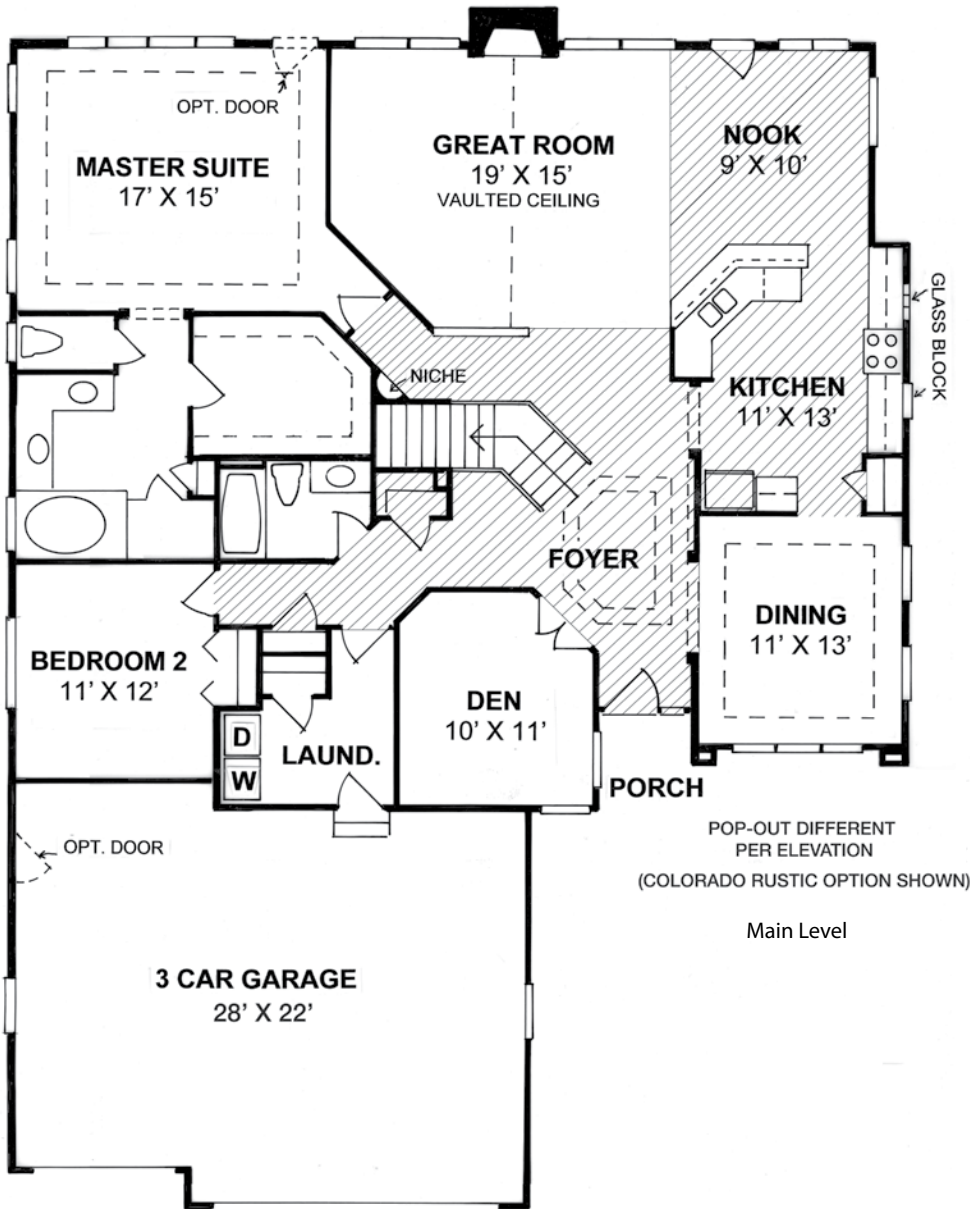 OPT. DOOR
MASTER SUITE
17’ X 15’
GREAT ROOM
19’ X 15’
VAULTED CEILING
NOOK
9’ X 10’
GLASS BLOCK
NICHE
KITCHEN
11’ X 13’
FOYER
DINING
11’ X 13’
BEDROOM 2
11’ X 12’
DEN
10’ X 11’
D
W
LAUND.
PORCH
OPT. DOOR
POP-OUT DIFFERENT
PER ELEVATION
(COLORADO RUSTIC OPTION SHOWN)
Main Level
3 CAR GARAGE
28’ X 22’